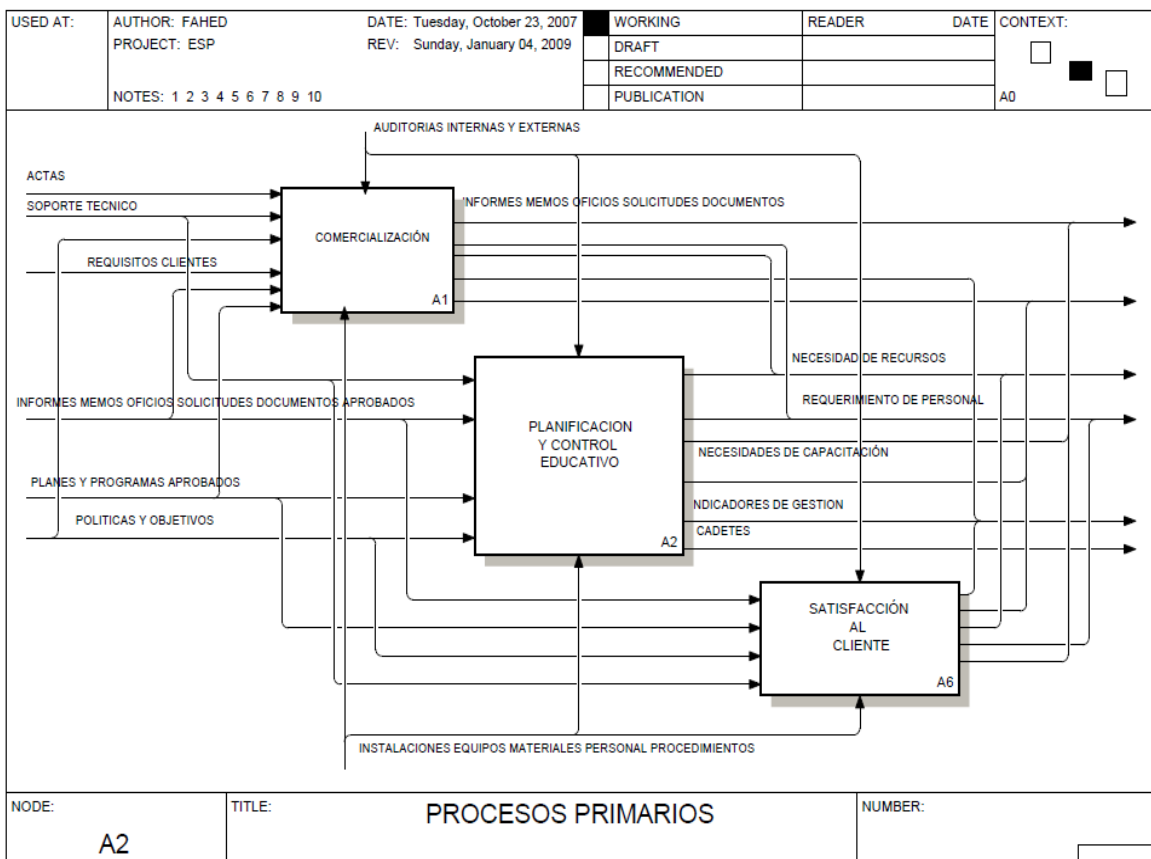 USED AT:
AUTHOR: FAHED
DATE: Tuesday, October 23, 2007
WORKING
READER
DATE
CONTEXT:
PROJECT: ESP
REV: Sunday, January 04, 2009
DRAFT
RECOMMENDED
NOTES: 1 2 3 4 5 6 7 8 9 10
PUBLICATION
A0
AUDITORIAS INTERNAS Y EXTERNAS
ACTAS
SOPORTE TECNICO
INFORMES MEMOS OFICIOS SOLICITUDES DOCUMENTOS
COMERCIALIZACIÓN
REQUISITOS CLIENTES
A1
NECESIDAD DE RECURSOS
INFORMES MEMOS OFICIOS SOLICITUDES DOCUMENTOS APROBADOS
REQUERIMIENTO DE PERSONAL
PLANIFICACION
Y CONTROL
EDUCATIVO
NECESIDADES DE CAPACITACIÓN
PLANES Y PROGRAMAS APROBADOS
NDICADORES DE GESTION
POLITICAS Y OBJETIVOS
CADETES
A2
SATISFACCIÓN
AL
CLIENTE
A6
INSTALACIONES EQUIPOS MATERIALES PERSONAL PROCEDIMIENTOS
NODE:
TITLE:
PROCESOS PRIMARIOS
NUMBER:
A2